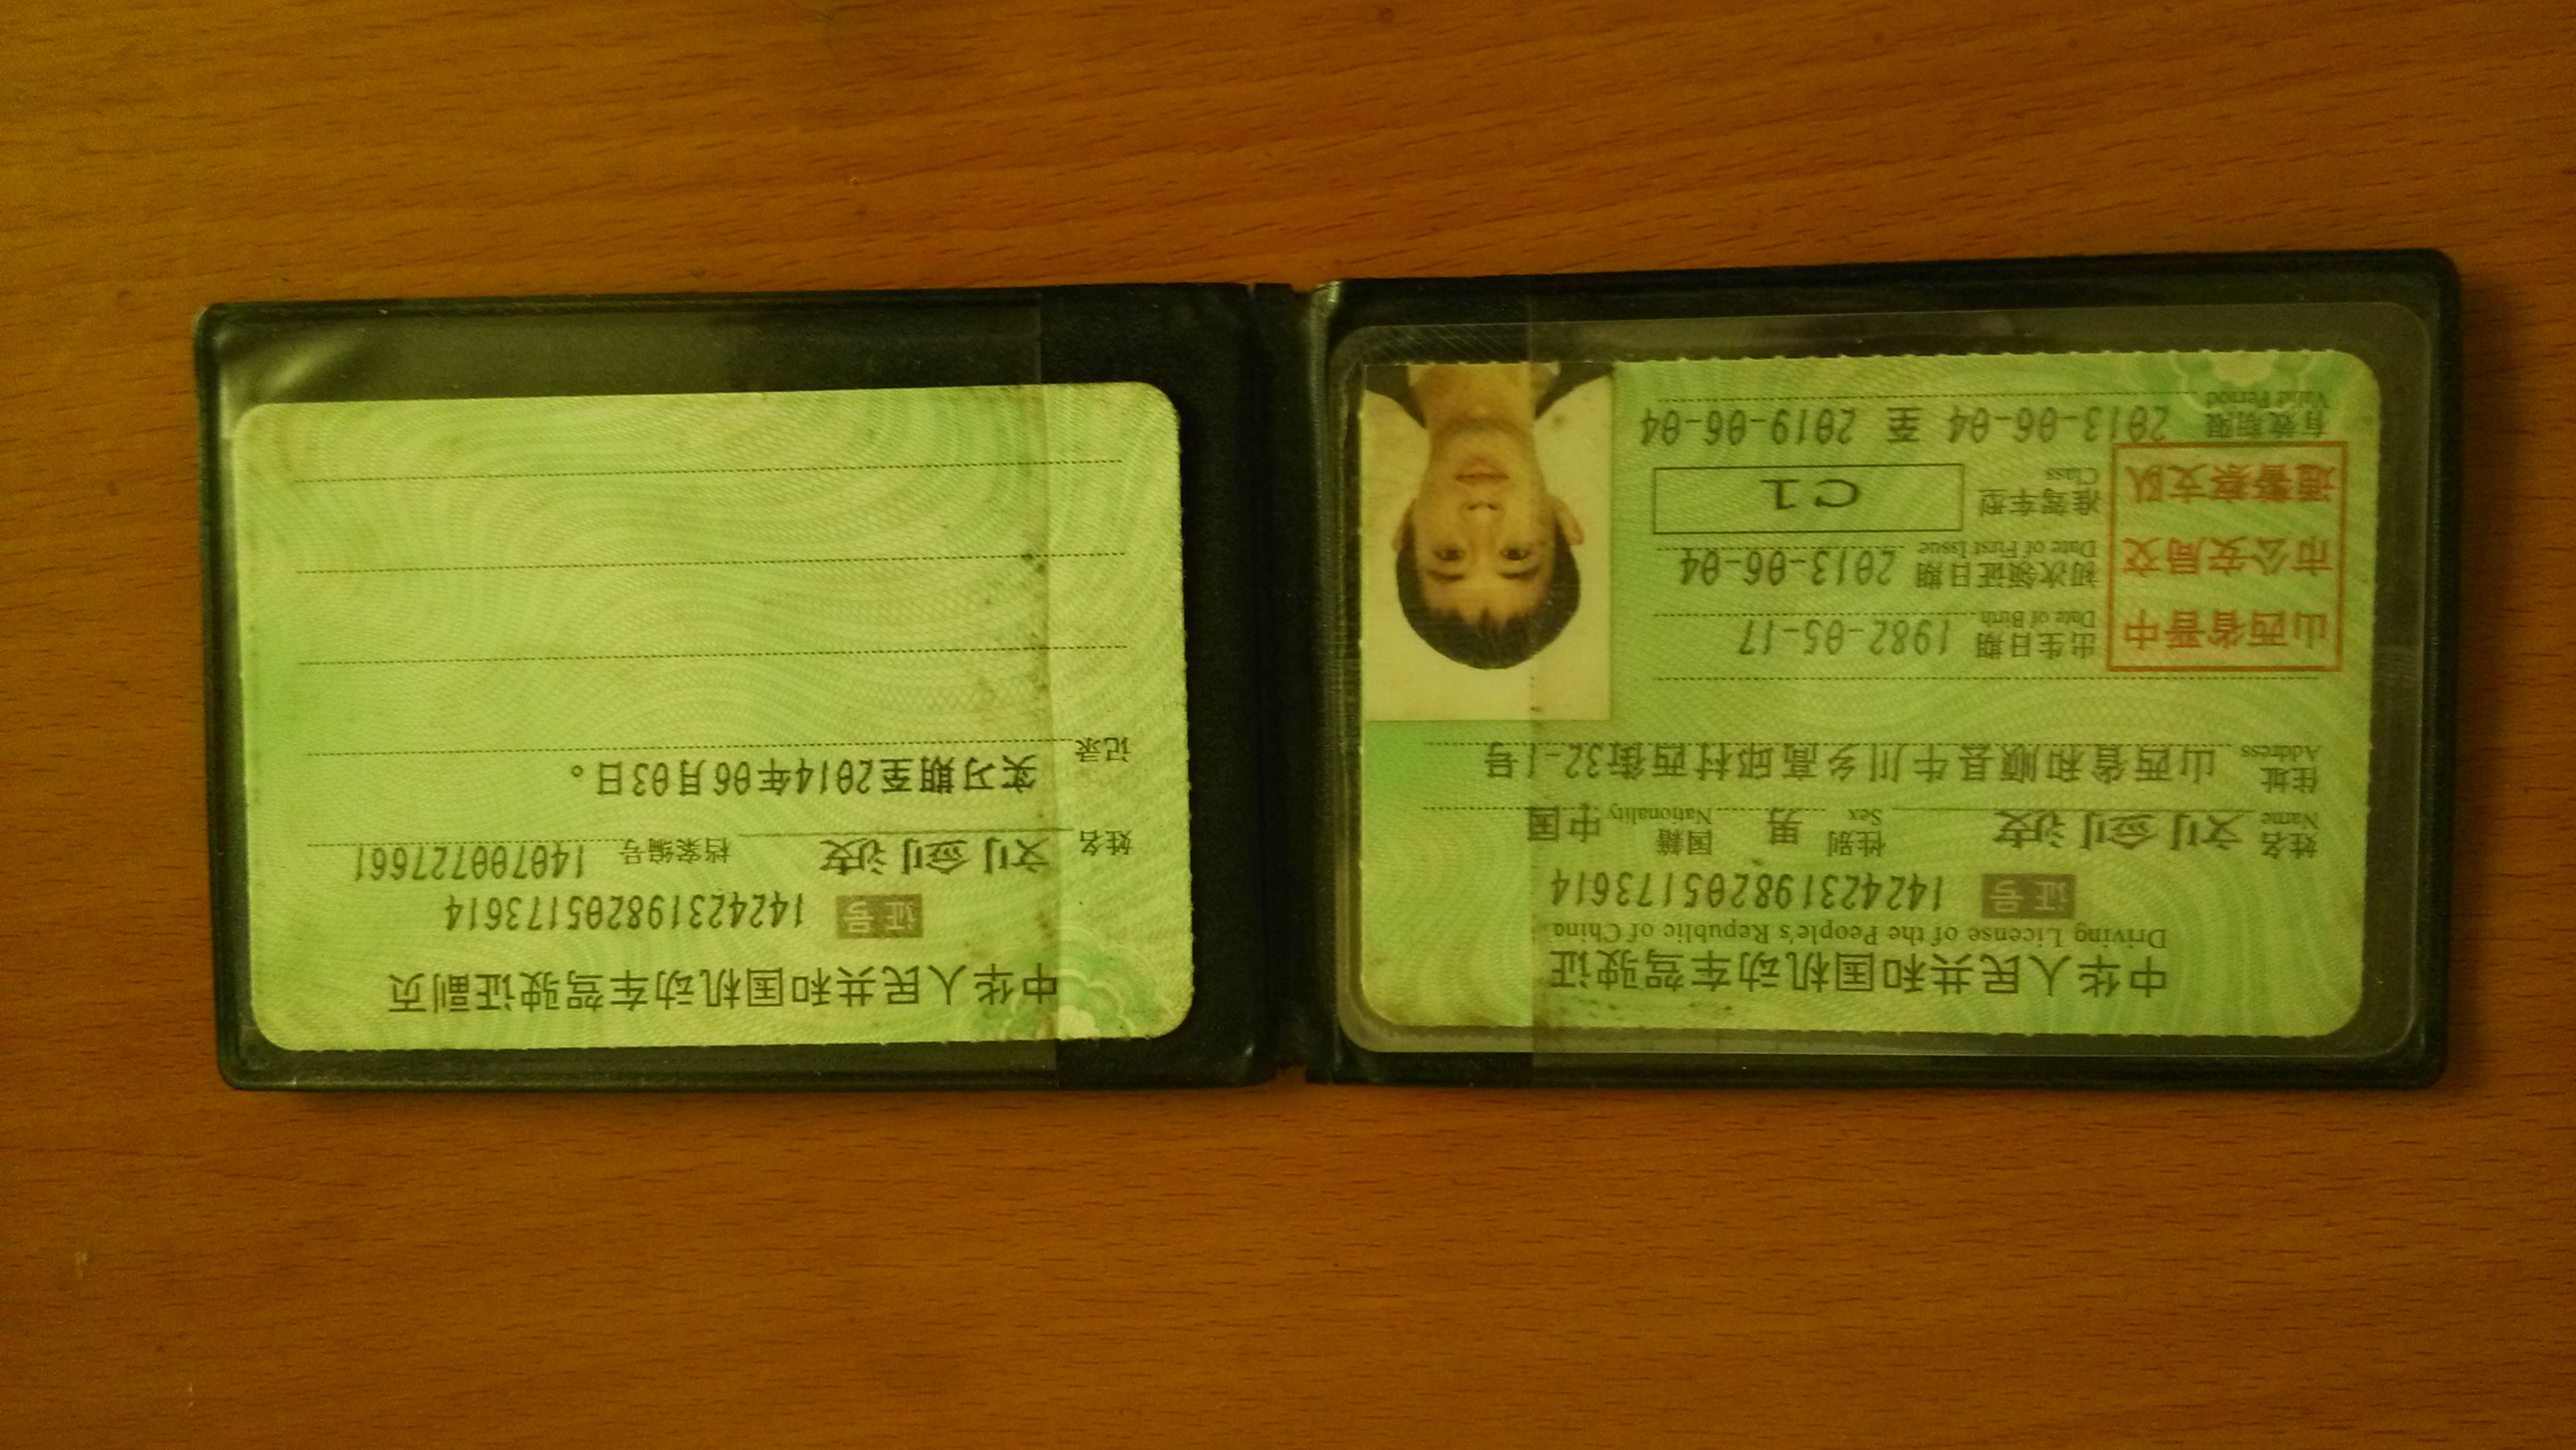 中华人民共和国机动车驾驶证
Driving License of the People's Republic of China
证号 142423198205173614
姓名 Name 刘剑波 性别 Sex 男 国籍 Nationality 中国
住址 Address 山西省和顺县牛川乡高邱村西街32-1号
山西省晋中
市公安局交
通警察支队
出生日期 Date of Birth 1982-05-17
初次领证日期 Date of First Issue 2013-06-04
准驾车型 Class C1
有效期限 Valid Period 2013-06-04 至 2019-06-04
中华人民共和国机动车驾驶证副页
证号 142423198205173614
姓名 刘剑波 档案编号 140700727661
记录 实习期至2014年06月03日。